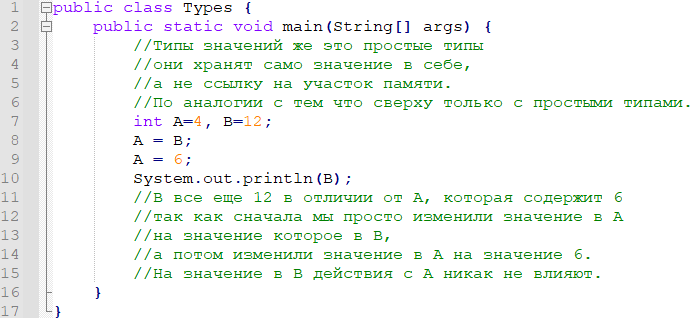 1 public class Types {
2 public static void main(String[] args) {
3 //Типы значений же это простые типы
4 //они хранят само значение в себе,
5 //а не ссылку на участок памяти.
6 //По аналогии с тем что сверху только с простыми типами.
7 int A=4, B=12;
8 A = B;
9 A = 6;
10 System.out.println(B);
11 //В все еще 12 в отличии от А, которая содержит 6
12 //так как сначала мы просто изменили значение в А
13 //на значение которое в В,
14 //а потом изменили значение в А на значение 6.
15 //На значение в В действия с А никак не влияют.
16 }
17 }